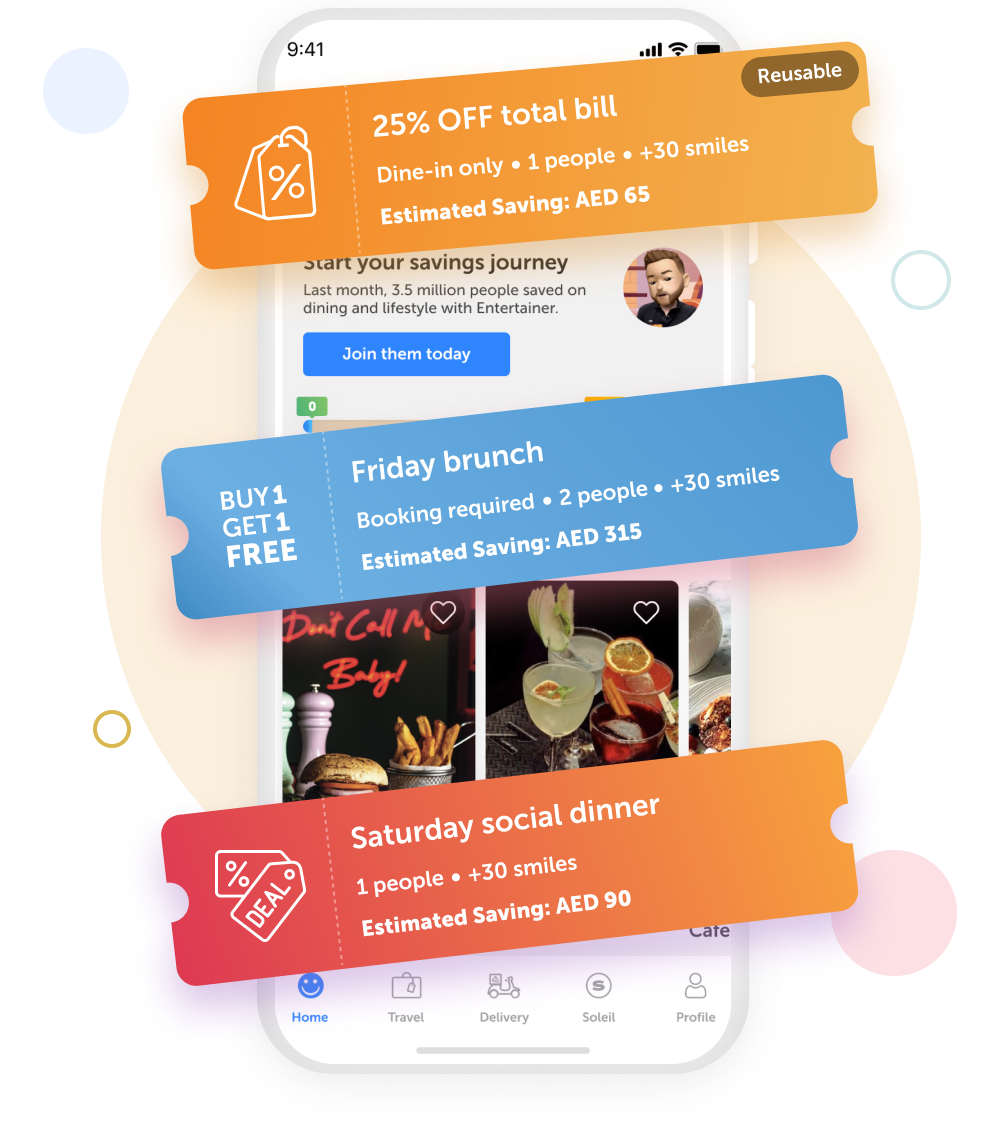 9:41
Reusable
25% OFF total bill
Dine-in only • 1 people • +30 smiles
Estimated Saving: AED 65
Start your savings journey
Last month, 3.5 million people saved on
dining and lifestyle with Entertainer.
Join them today
0
BUY 1
GET 1
FREE
Friday brunch
Booking required • 2 people • +30 smiles
Estimated Saving: AED 315
Don't Call M
Baby!
DEAL
Saturday social dinner
1 people • +30 smiles
Estimated Saving: AED 90
Cafe
Home
Travel
Delivery
Soleil
Profile